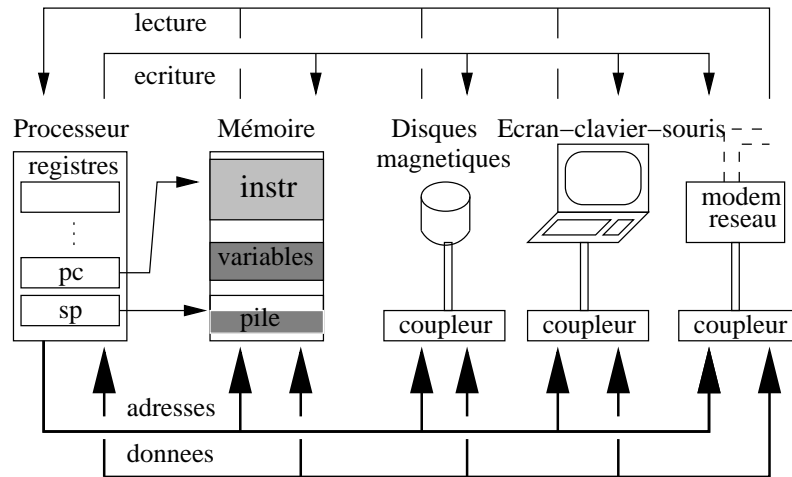 lecture
ecriture
Processeur
Mémoire
Disques
magnetiques
Ecran–clavier–souris
registres
instr
modem
reseau
variables
pc
sp
pile
coupleur
coupleur
coupleur
adresses
donnees